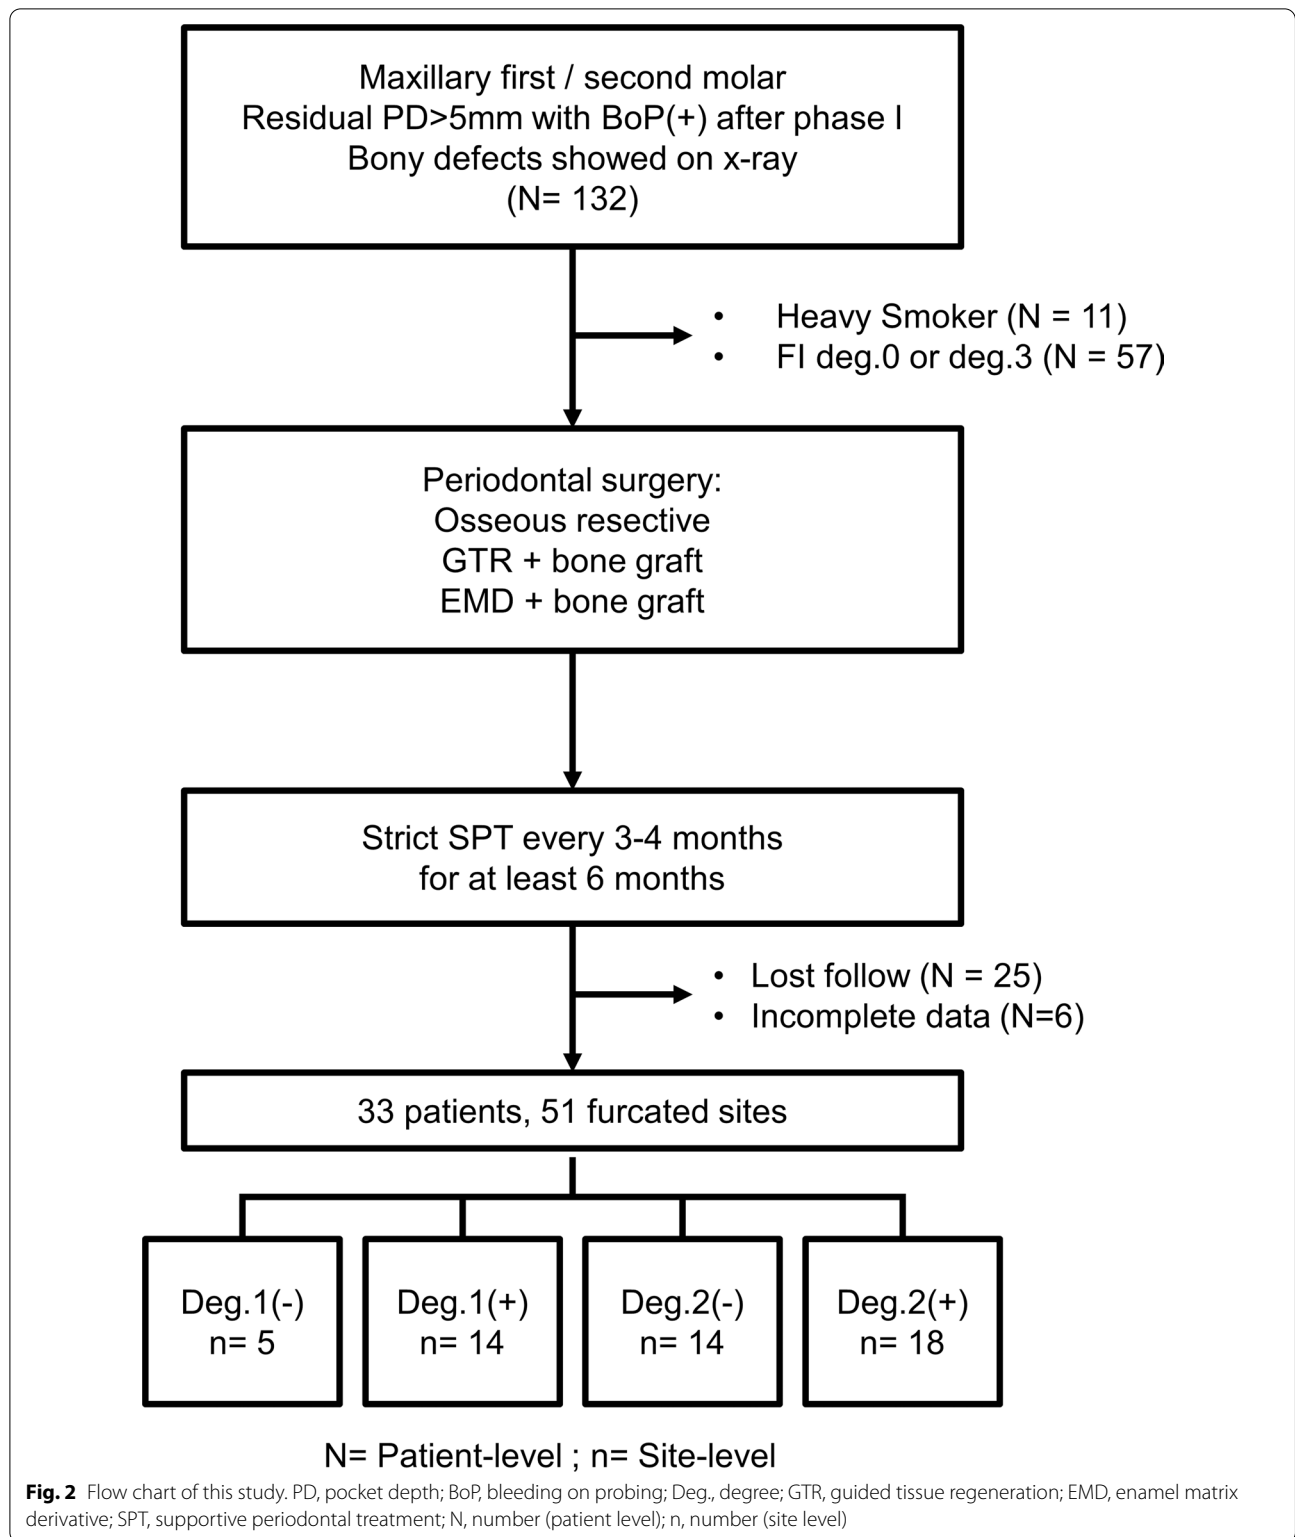 Maxillary first / second molar
Residual PD>5mm with BoP(+) after phase I
Bony defects showed on x-ray
(N= 132)
• Heavy Smoker (N = 11)
• FI deg.0 or deg.3 (N = 57)
Periodontal surgery:
Osseous resective
GTR + bone graft
EMD + bone graft
Strict SPT every 3-4 months
for at least 6 months
• Lost follow (N = 25)
• Incomplete data (N=6)
33 patients, 51 furcated sites
Deg.1(-)
n= 5
Deg.1(+)
n= 14
Deg.2(-)
n= 14
Deg.2(+)
n= 18
N= Patient-level ; n= Site-level
Fig. 2 Flow chart of this study. PD, pocket depth; BoP, bleeding on probing; Deg., degree; GTR, guided tissue regeneration; EMD, enamel matrix
derivative; SPT, supportive periodontal treatment; N, number (patient level); n, number (site level)